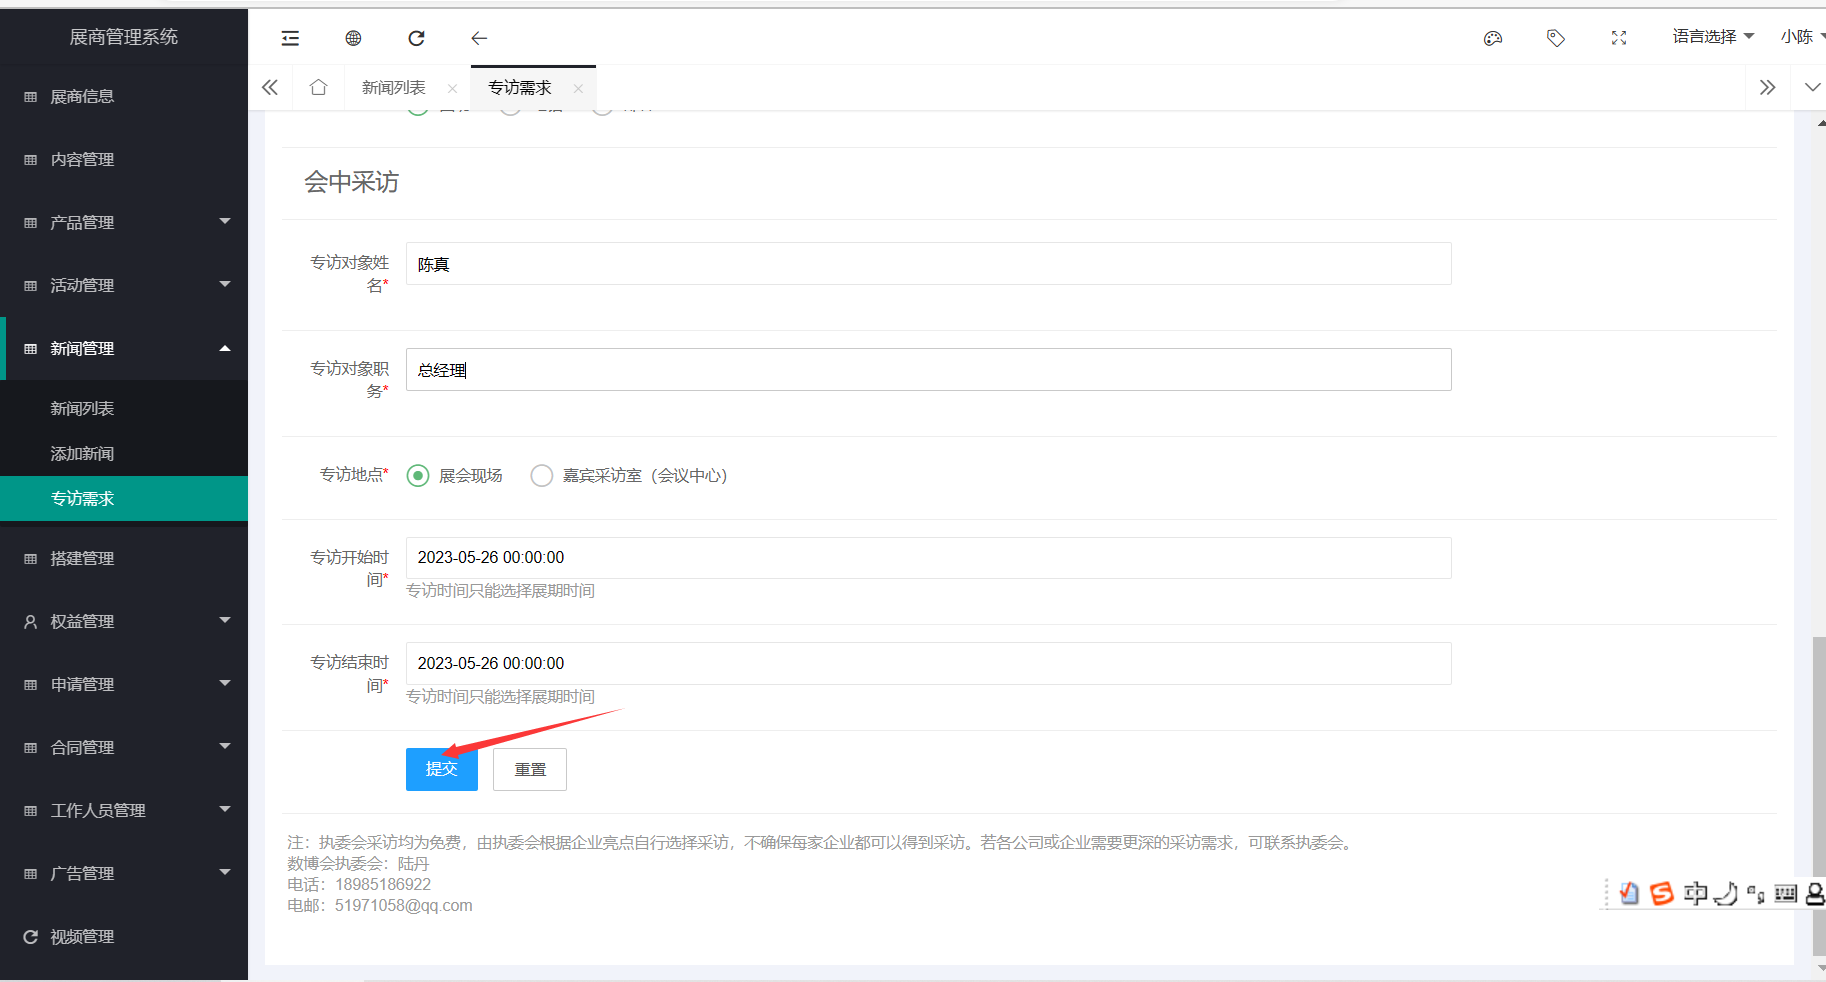 展商管理系统
语言选择
小陈
新闻列表
专访需求
展商信息
内容管理
产品管理
活动管理
新闻管理
新闻列表
添加新闻
专访需求
搭建管理
权益管理
申请管理
合同管理
工作人员管理
广告管理
视频管理
会中采访
专访对象姓
名*
陈真
专访对象职
务*
总经理
专访地点*
展会现场
嘉宾采访室（会议中心）
专访开始时
间*
2023-05-26 00:00:00
专访时间只能选择展期时间
专访结束时
间*
2023-05-26 00:00:00
专访时间只能选择展期时间
提交
重置
注：执委会采访均为免费，由执委会根据企业亮点自行选择采访，不确保每家企业都可以得到采访。若各公司或企业需要更深的采访需求，可联系执委会。
数博会执委会：陆丹
电话：18985186922
电邮：51971058@qq.com
中